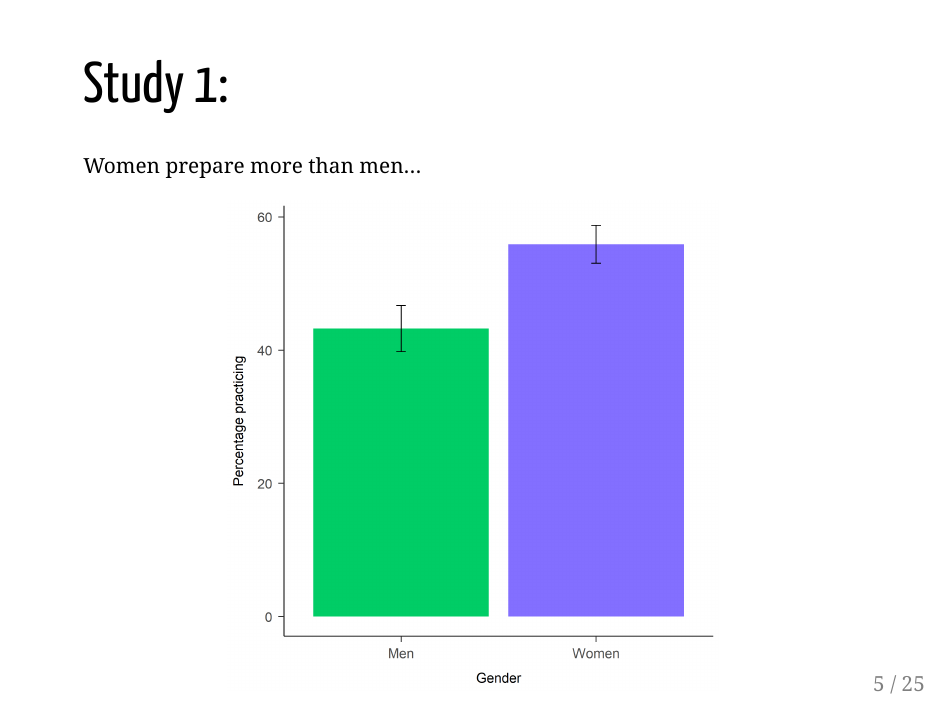 Study 1:
Women prepare more than men...
60
40
20
0
Percentage practicing
Men Women
Gender
5 / 25